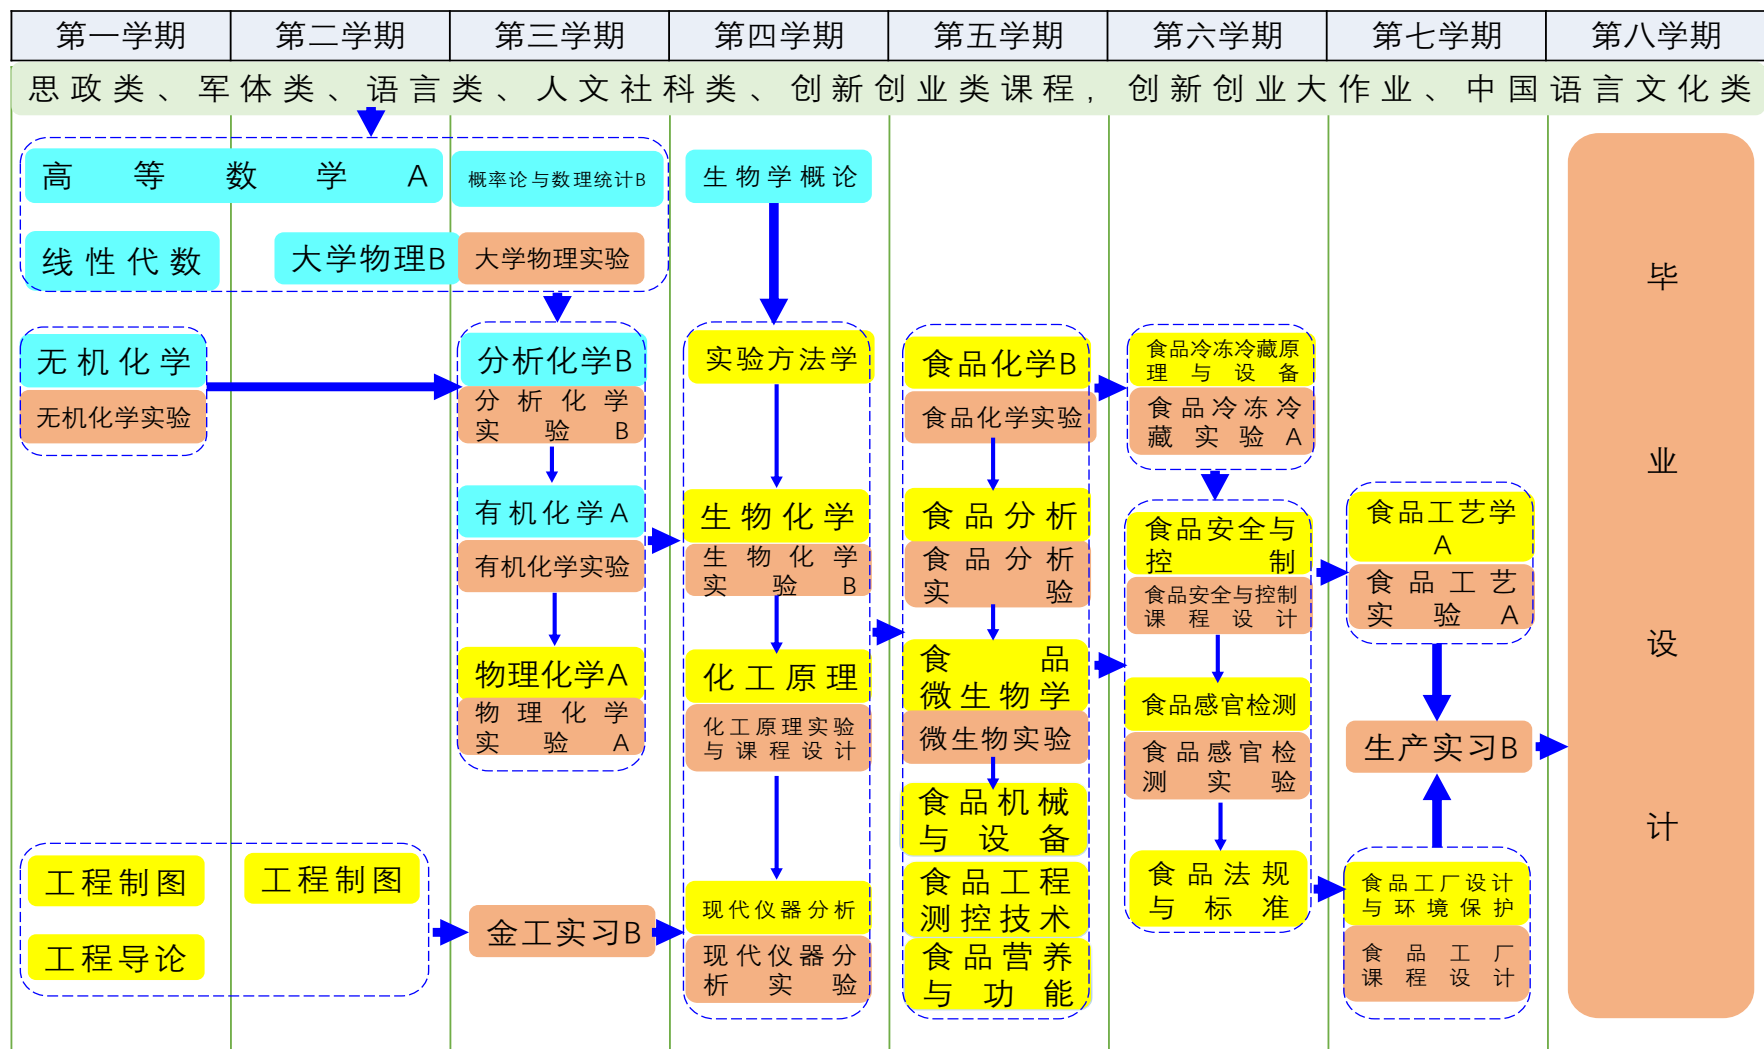 第一学期
第二学期
第三学期
第四学期
第五学期
第六学期
第七学期
第八学期
思政类、军体类、语言类、人文社科类、创新创业类课程,创新创业大作业、中国语言文化类
高等数学A
概率论与数理统计B
线性代数
大学物理B
大学物理实验
无机化学
无机化学实验
工程制图
工程导论
工程制图
分析化学B
分析化学
实验B
有机化学A
有机化学实验
物理化学A
物理化学
实验A
金工实习B
生物学概论
实验方法学
生物化学
生物化学
实验B
化工原理
化工原理实验
与课程设计
现代仪器分析
现代仪器分
析实验
食品化学B
食品化学实验
食品分析
食品分析
实验
食品
微生物学
微生物实验
食品机械
与设备
食品工程
测控技术
食品营养
与功能
食品冷冻冷藏原
理与设备
食品冷冻冷
藏实验A
食品安全与
控制
食品安全与控制
课程设计
食品感官检测
食品感官检
测实验
食品法规
与标准
食品工艺学
A
食品工艺
实验A
生产实习B
食品工厂设计
与环境保护
食品工厂
课程设计
毕
业
设
计